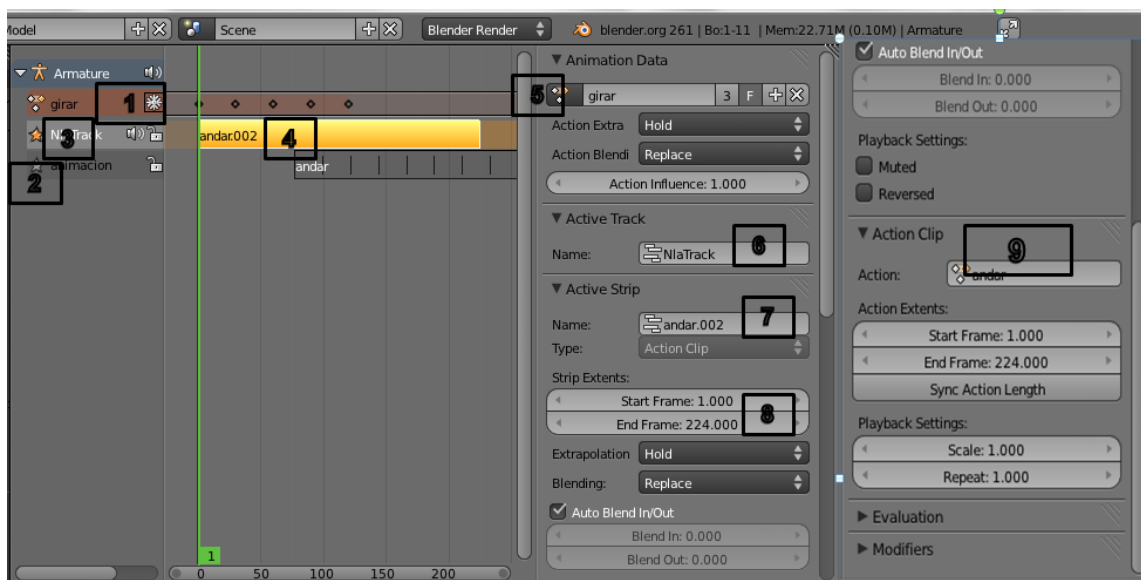 Model
Scene
Blender Render
blender.org 261 | Bo:1-11 | Mem:22.71M (0.10M) | Armature
Armature
girar
1
3
animacion
2
andar.002
4
andar
1
0 50 100 150 200
Animation Data
5
girar 3 F
Action Extra Hold
Action Blendi Replace
Action Influence: 1.000
Active Track
Name: NlaTrack
6
Active Strip
Name: andar.002
7
Type: Action Clip
Strip Extents:
Start Frame: 1.000
End Frame: 224.000
8
Extrapolation Hold
Blending: Replace
Auto Blend In/Out
Blend In: 0.000
Blend Out: 0.000
Auto Blend In/Out
Blend In: 0.000
Blend Out: 0.000
Playback Settings:
Muted
Reversed
Action Clip
9
Action: andar
Action Extents:
Start Frame: 1.000
End Frame: 224.000
Sync Action Length
Playback Settings:
Scale: 1.000
Repeat: 1.000
Evaluation
Modifiers